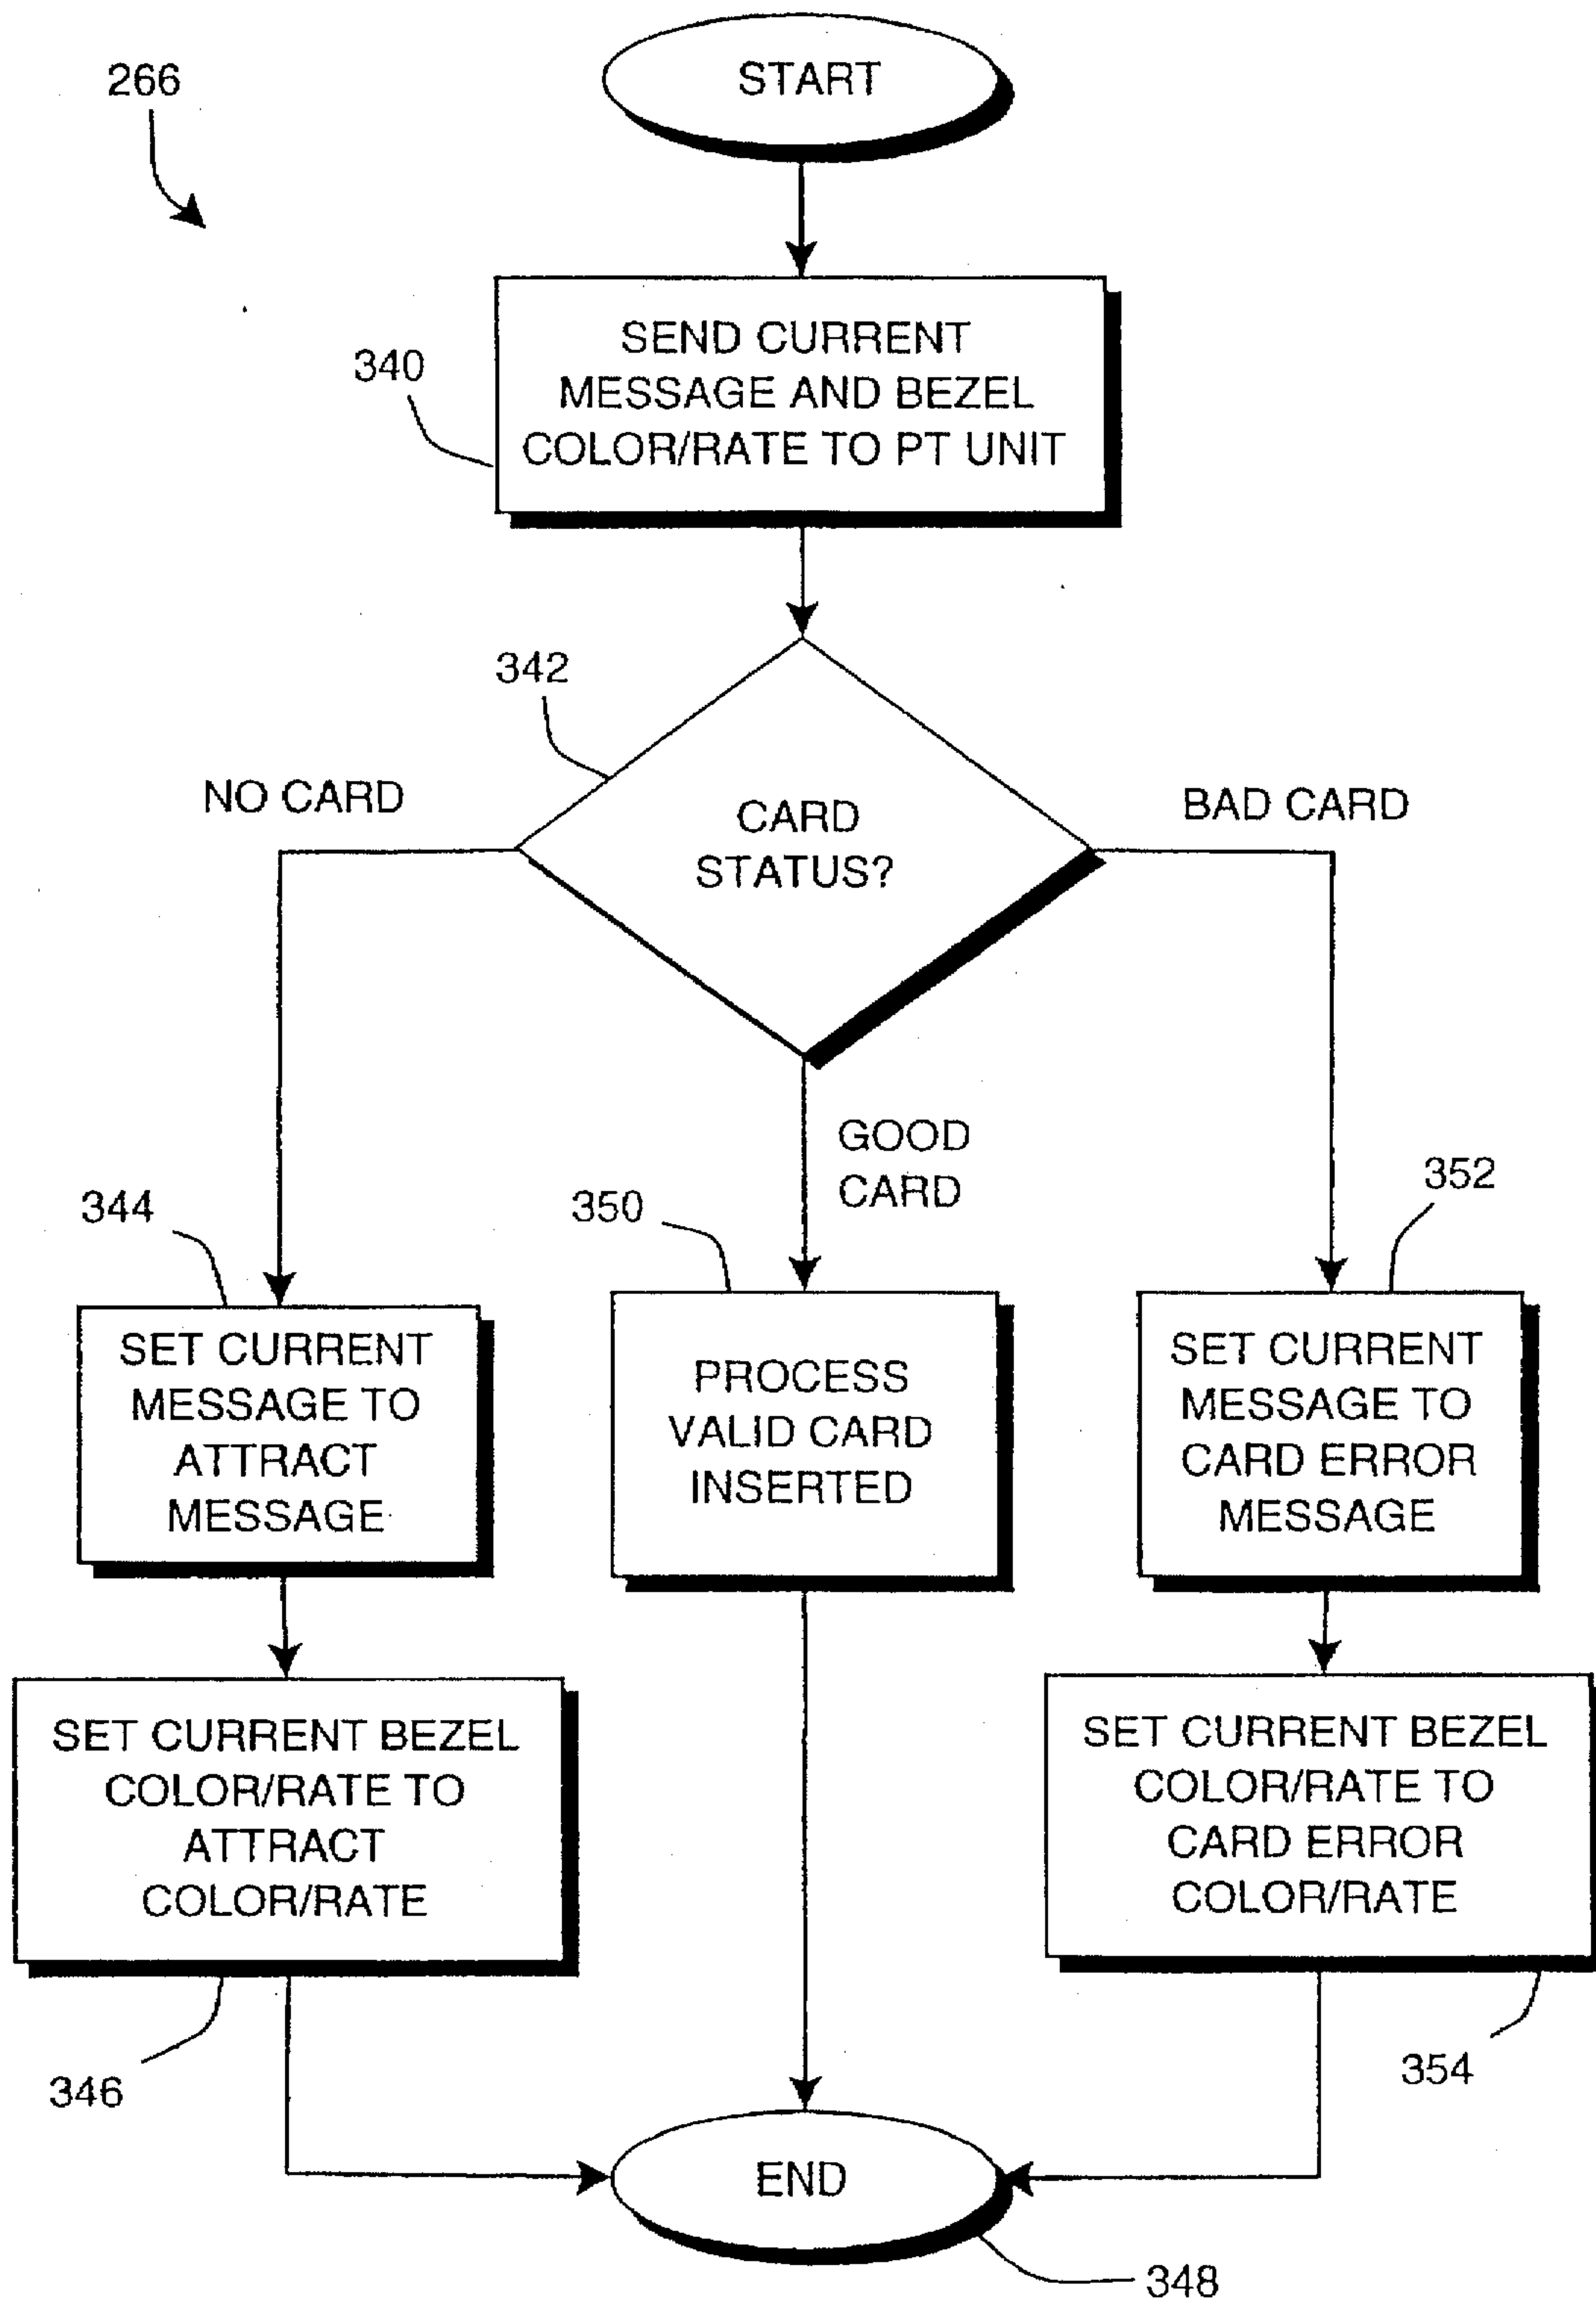 266
START
340
SEND CURRENT
MESSAGE AND BEZEL
COLOR/RATE TO PT UNIT
342
CARD
STATUS?
NO CARD
BAD CARD
GOOD
CARD
344
SET CURRENT
MESSAGE TO
ATTRACT
MESSAGE
350
PROCESS
VALID CARD
INSERTED
352
SET CURRENT
MESSAGE TO
CARD ERROR
MESSAGE
SET CURRENT BEZEL
COLOR/RATE TO
ATTRACT
COLOR/RATE
346
SET CURRENT BEZEL
COLOR/RATE TO
CARD ERROR
COLOR/RATE
354
END
348